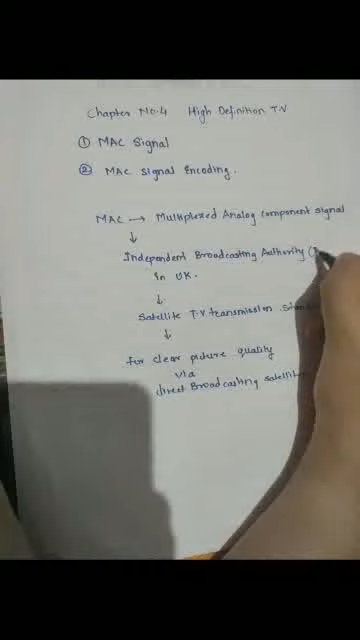 Chapter No.4 High Definition T.V
① MAC Signal
② MAC signal Encoding.
MAC → Multiplexed Analog component signal
↓
Independent Broadcasting Authority (
in UK.
↓
Satellite T.V transmission
↓
for clear picture quality
via
direct Broadcasting satellite